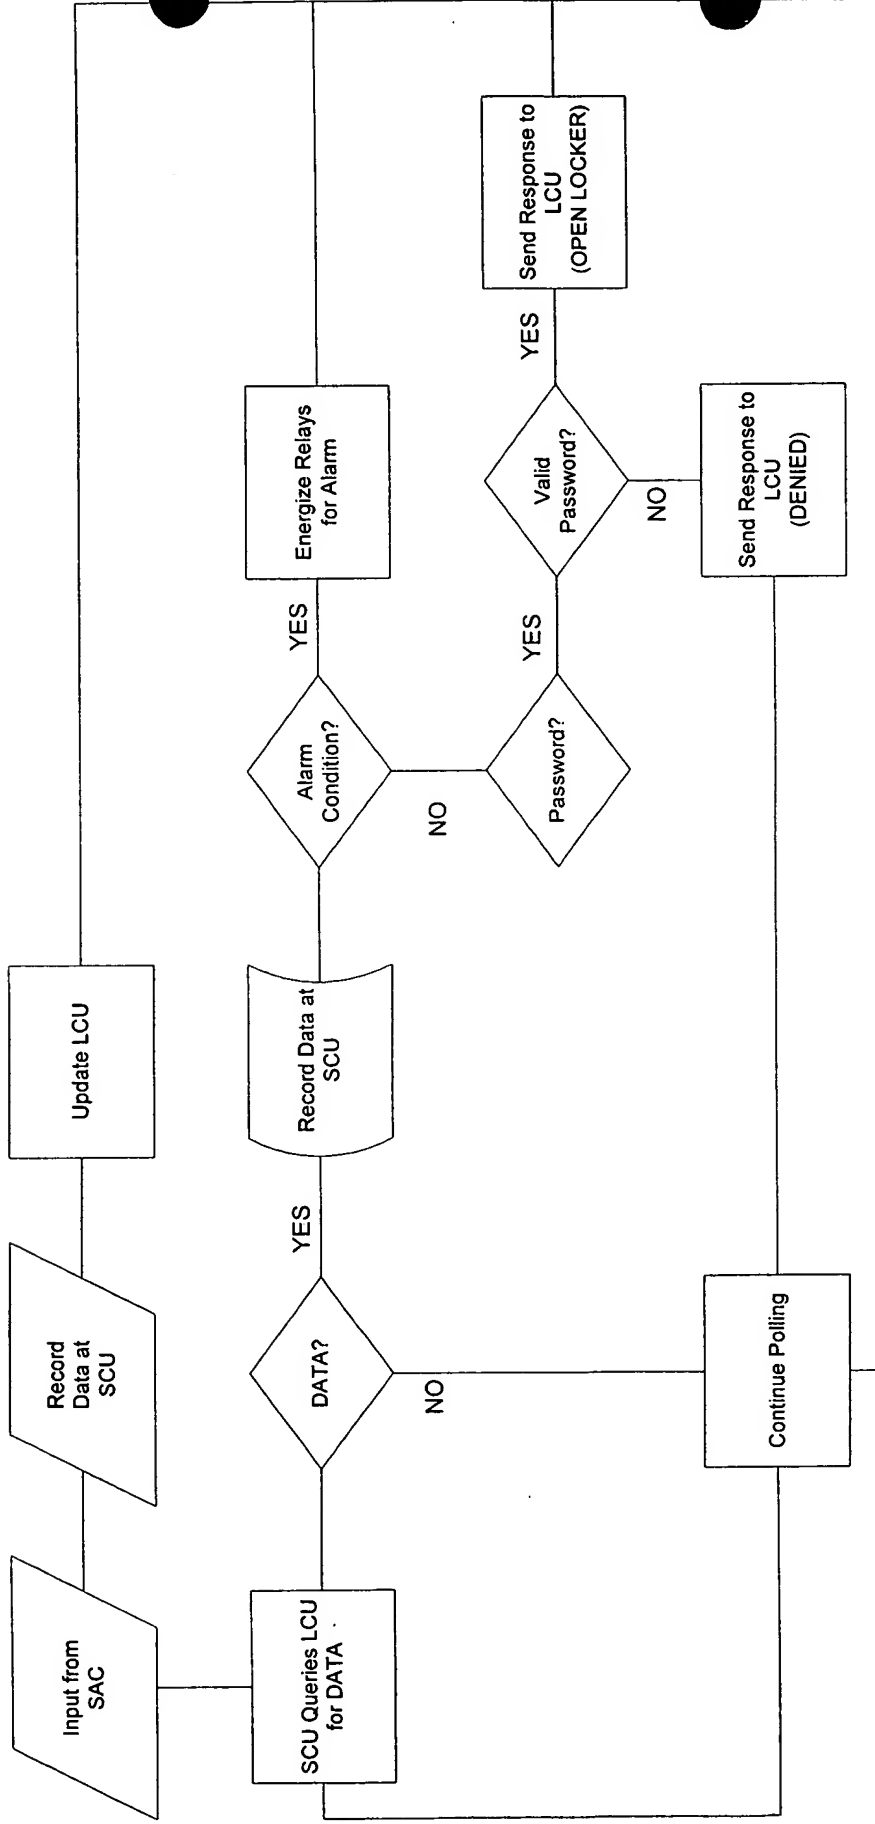 Input from
SAC
Record
Data at
SCU
Update LCU
SCU Queries LCU
for DATA
DATA?
YES
NO
Record Data at
SCU
Alarm
Condition?
YES
NO
Energize Relays
for Alarm
Password?
YES
Valid
Password?
YES
NO
Send Response to
LCU
(OPEN LOCKER)
Send Response to
LCU
(DENIED)
Continue Polling